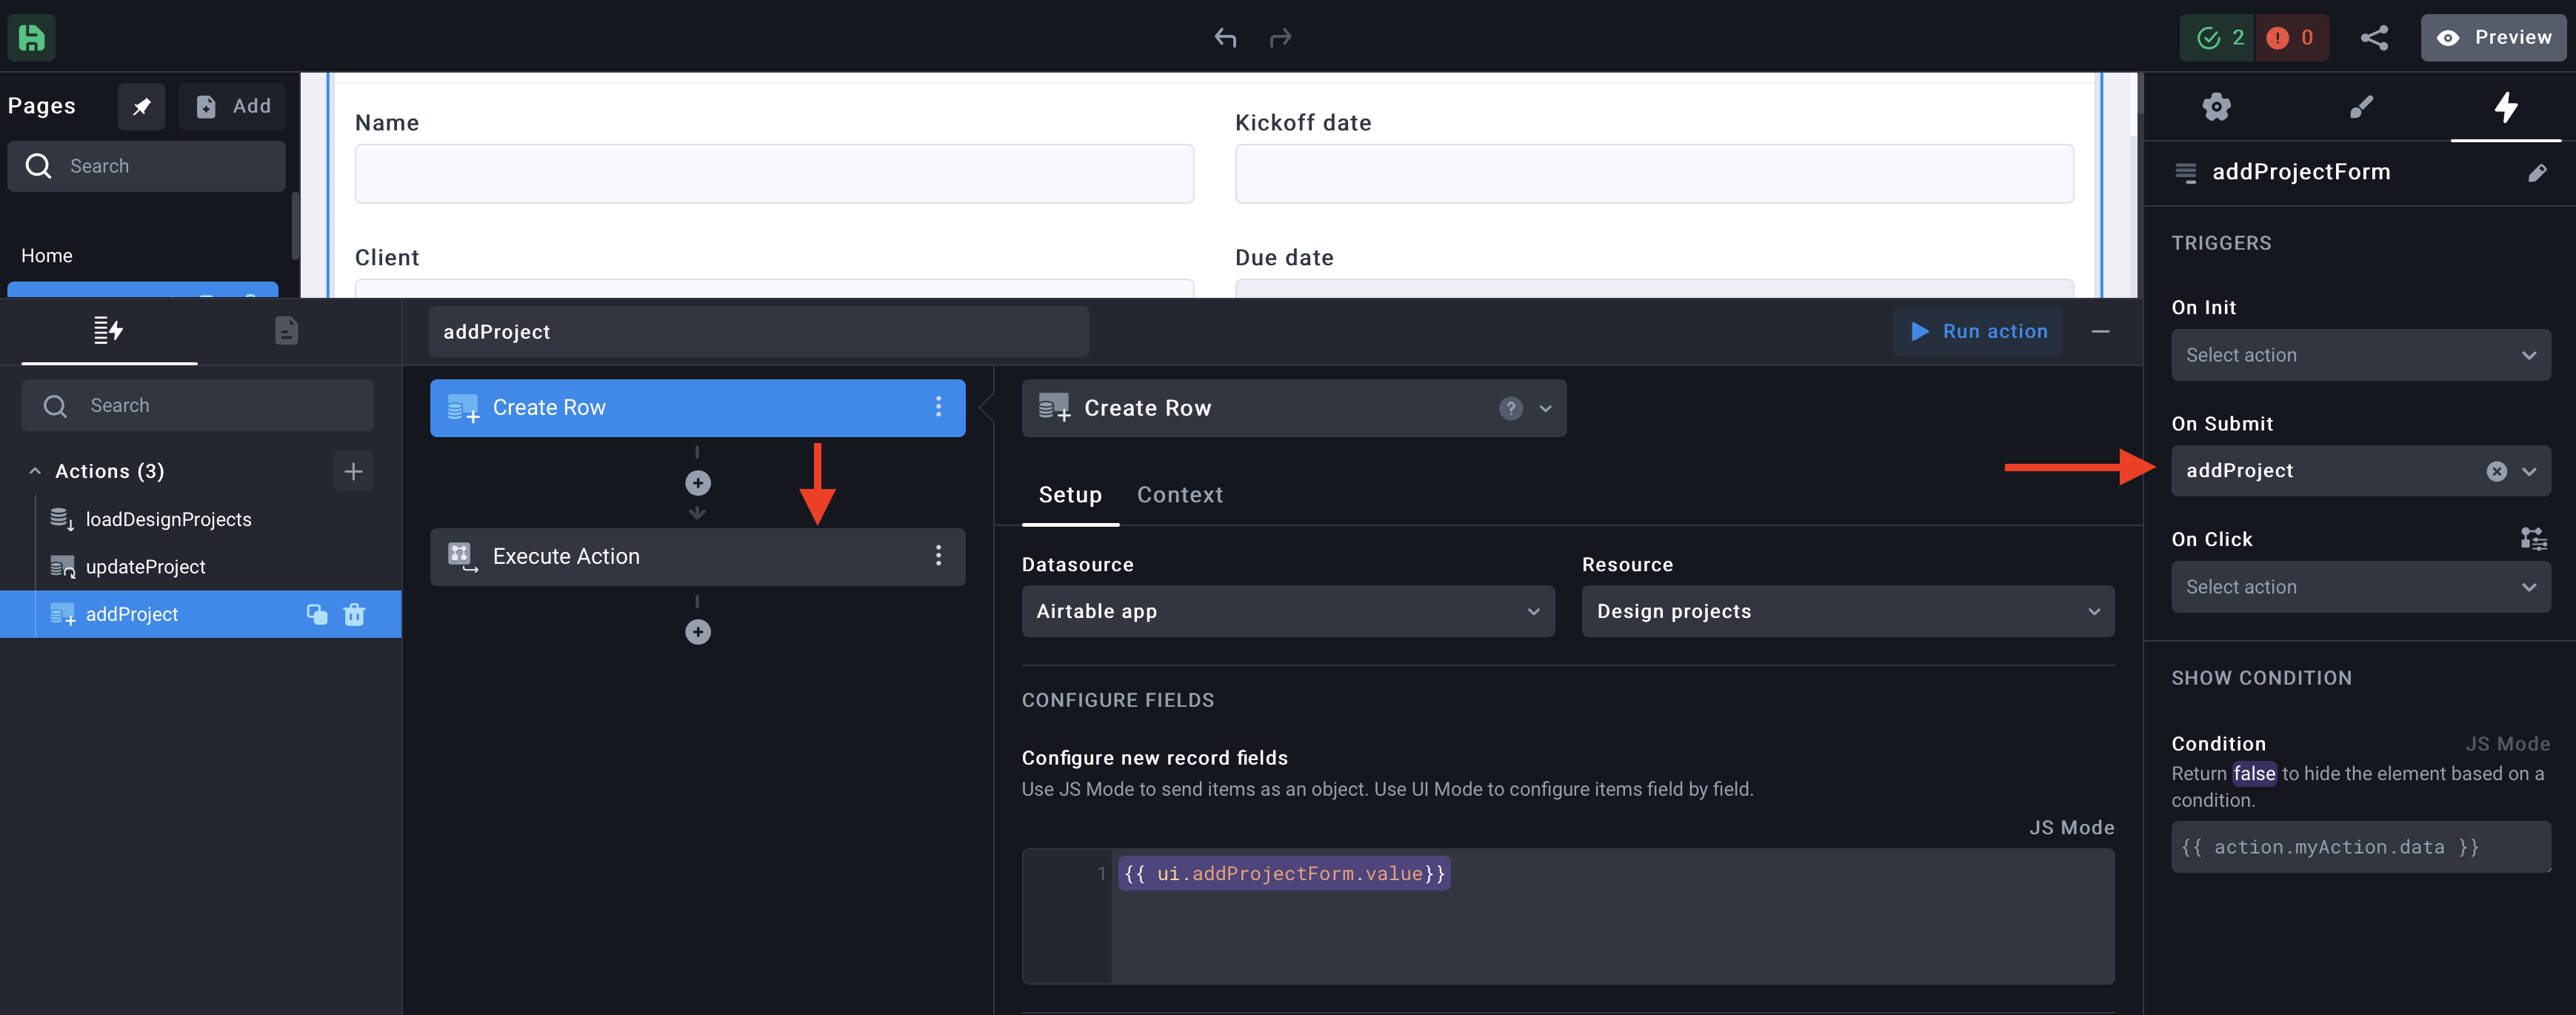 2
0
Preview
Pages
Add
Search
Home
Name
Kickoff date
Client
Due date
addProjectForm
TRIGGERS
On Init
Select action
On Submit
addProject
On Click
Select action
SHOW CONDITION
Condition
JS Mode
Return false to hide the element based on a
condition.
{{ action.myAction.data }}
Search
Actions (3)
loadDesignProjects
updateProject
addProject
addProject
Run action
Create Row
Execute Action
Create Row
?
Setup
Context
Datasource
Resource
Airtable app
Design projects
CONFIGURE FIELDS
Configure new record fields
Use JS Mode to send items as an object. Use UI Mode to configure items field by field.
JS Mode
1
{{ ui.addProjectForm.value}}